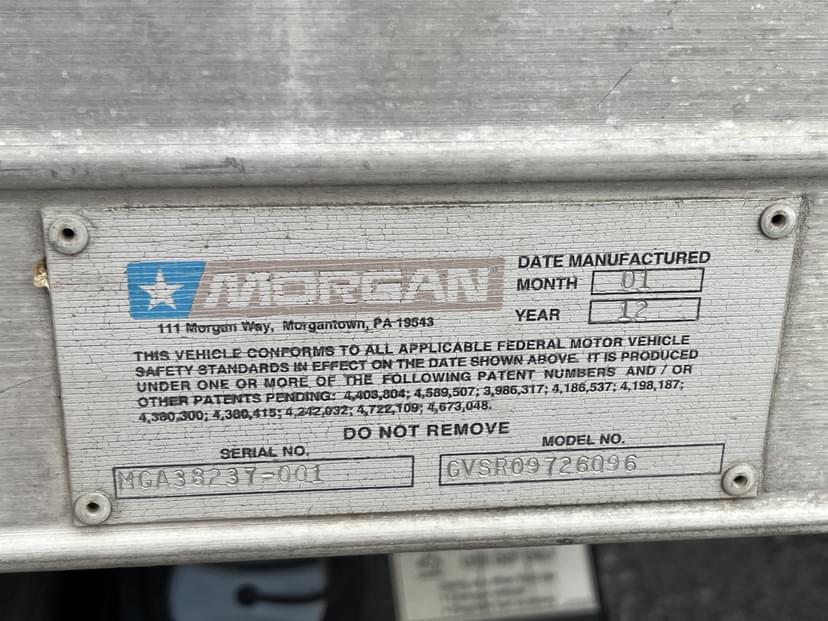 MORGAN
111 Morgan Way, Morgantown, PA 19543
DATE MANUFACTURED
MONTH 01
YEAR 12
THIS VEHICLE CONFORMS TO ALL APPLICABLE FEDERAL MOTOR VEHICLE
SAFETY STANDARDS IN EFFECT ON THE DATE SHOWN ABOVE. IT IS PRODUCED
UNDER ONE OR MORE OF THE FOLLOWING PATENT NUMBERS AND / OR
OTHER PATENTS PENDING: 4,403,804; 4,589,507; 3,986,317; 4,186,537; 4,198,187;
4,380,300; 4,380,415; 4,242,932; 4,722,109; 4,673,048.
DO NOT REMOVE
SERIAL NO.
MGA38237-001
MODEL NO.
GVSR09726096